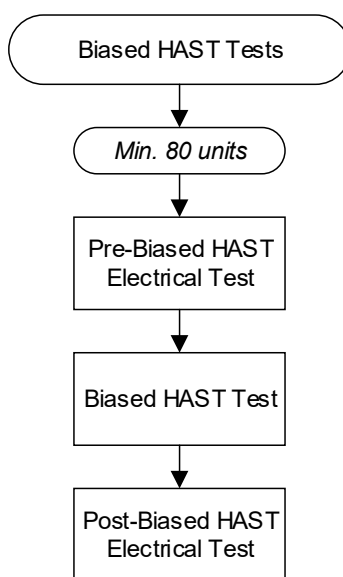 Biased HAST Tests
Min. 80 units
Pre-Biased HAST
Electrical Test
Biased HAST Test
Post-Biased HAST
Electrical Test